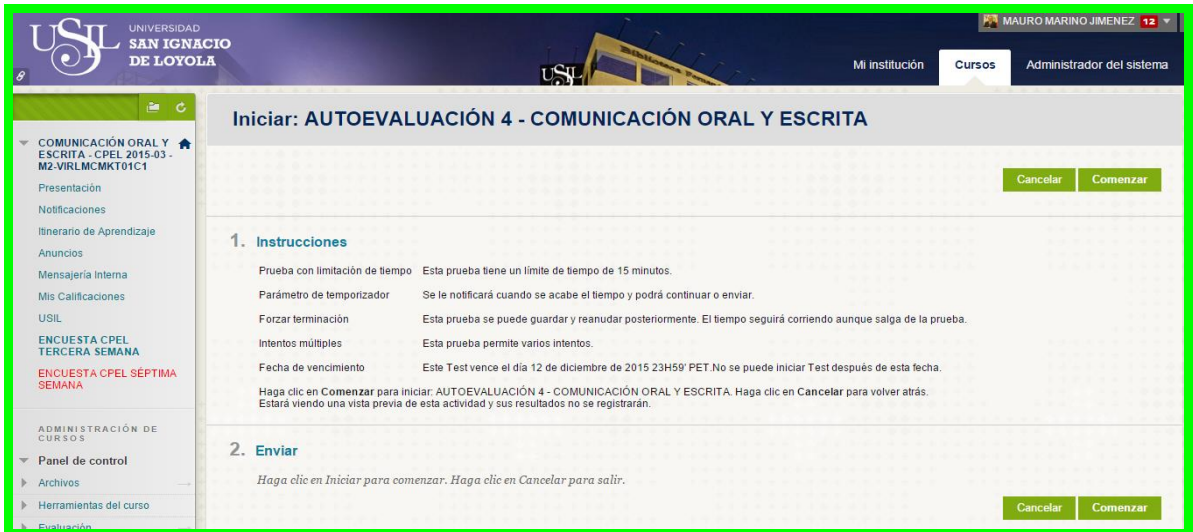 UNIVERSIDAD
SAN IGNACIO
DE LOYOLA
USIL
USIL
Biblioteca
MAURO MARINO JIMENEZ 12
Mi institución Cursos Administrador del sistema
COMUNICACIÓN ORAL Y
ESCRITA - CPEL 2015-03 -
M2-VIRLMCMKT01C1
Presentación
Notificaciones
Itinerario de Aprendizaje
Anuncios
Mensajería Interna
Mis Calificaciones
USIL
ENCUESTA CPEL
TERCERA SEMANA
ENCUESTA CPEL SÉPTIMA
SEMANA
ADMINISTRACIÓN DE
CURSOS
Panel de control
Archivos
Herramientas del curso
Evaluación
Iniciar: AUTOEVALUACIÓN 4 - COMUNICACIÓN ORAL Y ESCRITA
Cancelar Comenzar
1. Instrucciones
Prueba con limitación de tiempo Esta prueba tiene un límite de tiempo de 15 minutos.
Parámetro de temporizador Se le notificará cuando se acabe el tiempo y podrá continuar o enviar.
Forzar terminación Esta prueba se puede guardar y reanudar posteriormente. El tiempo seguirá corriendo aunque salga de la prueba.
Intentos múltiples Esta prueba permite varios intentos.
Fecha de vencimiento Este Test vence el día 12 de diciembre de 2015 23H59' PET.No se puede iniciar Test después de esta fecha.
Haga clic en Comenzar para iniciar: AUTOEVALUACIÓN 4 - COMUNICACIÓN ORAL Y ESCRITA. Haga clic en Cancelar para volver atrás.
Estará viendo una vista previa de esta actividad y sus resultados no se registrarán.
2. Enviar
Haga clic en Iniciar para comenzar. Haga clic en Cancelar para salir.
Cancelar Comenzar